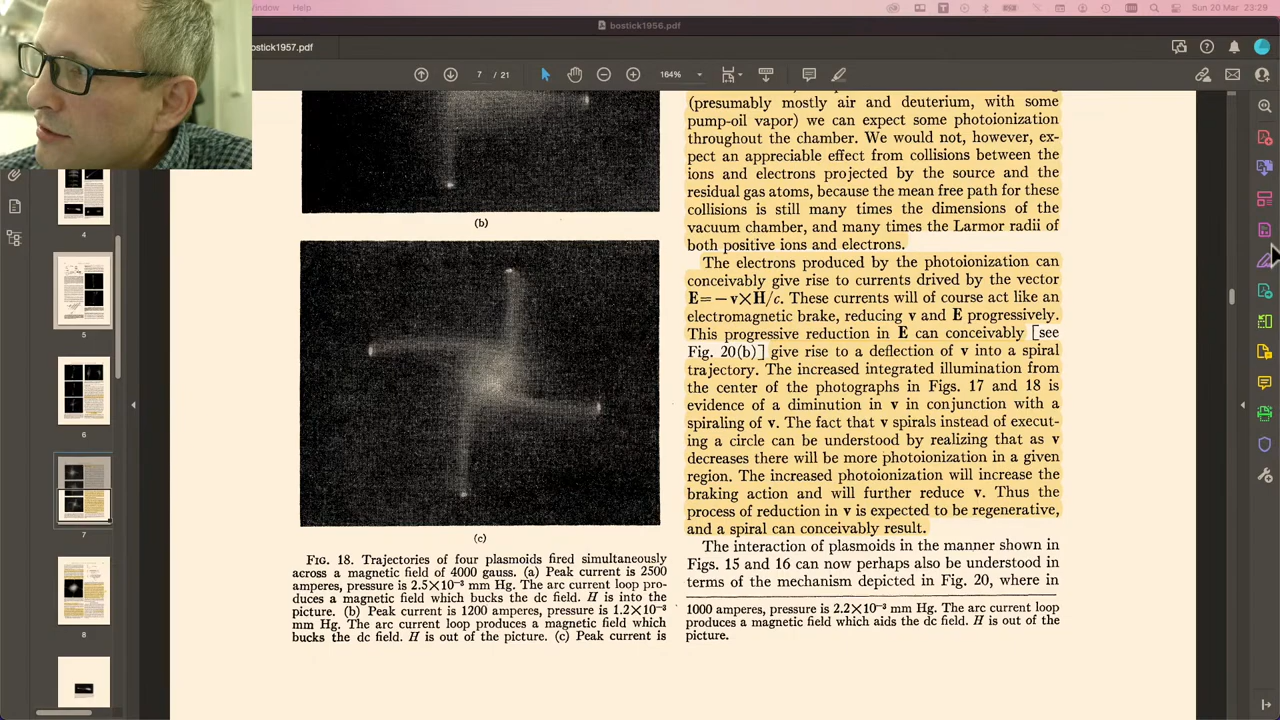 Sun 20 Mar 23:29
bostick1956.pdf
ostick1957.pdf
7 / 21
164%
4
5
6
7
8
(b)
(c)
FIG. 18. Trajectories of four plasmoids fired simultaneously
across a magnetic field of 4000 gauss. (a) Peak current is 2500
amperes, pressure is 2.5×10⁻³ mm Hg. The arc current loop pro-
duces a magnetic field which bucks the dc field. H is into the
picture. (b) Peak current is 1200 amperes, pressure is 1.2×10⁻³
mm Hg. The arc current loop produces a magnetic field which
bucks the dc field. H is out of the picture. (c) Peak current is
(presumably mostly air and deuterium, with some
pump-oil vapor) we can expect some photoionization
throughout the chamber. We would not, however, ex-
pect an appreciable effect from collisions between the
ions and electrons projected by the source and the
residual gas ions, because the mean free path for these
collisions is still many times the dimensions of the
vacuum chamber, and many times the Larmor radii of
both positive ions and electrons.
The electrons produced by the photoionization can
conceivably give rise to currents drived by the vector
E=−v×H/c. These currents will of course act like an
electromagnetic brake, reducing v and E progressively.
This progressive reduction in E can conceivably [see
Fig. 20(b)] give rise to a deflection of v into a spiral
trajectory. The increased integrated illumination from
the center of the photographs in Figs. 17 and 18 is
evidence of a diminution in v in conjunction with a
spiraling of v. The fact that v spirals instead of execut-
ing a circle can be understood by realizing that as v
decreases there will be more photoionization in a given
region. The increased photoionization will increase the
braking action and will further reduce v. Thus the
process of reduction in v is expected to be regenerative,
and a spiral can conceivably result.
The interaction of plasmoids in the manner shown in
Figs. 15 and 16 can now perhaps also be understood in
terms of the mechanism depicted in Fig. 20, where in
1000 amperes, pressure is 2.2×10⁻³ mm Hg. The arc current loop
produces a magnetic field which aids the dc field. H is out of the
picture.